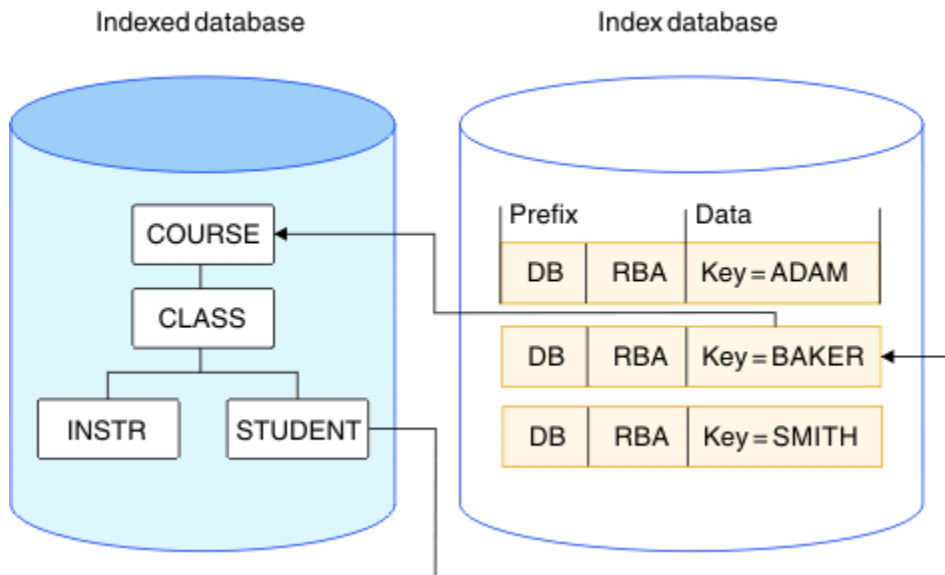 Indexed database
Index database
COURSE
CLASS
INSTR
STUDENT
Prefix
Data
DB RBA Key=ADAM
DB RBA Key=BAKER
DB RBA Key=SMITH